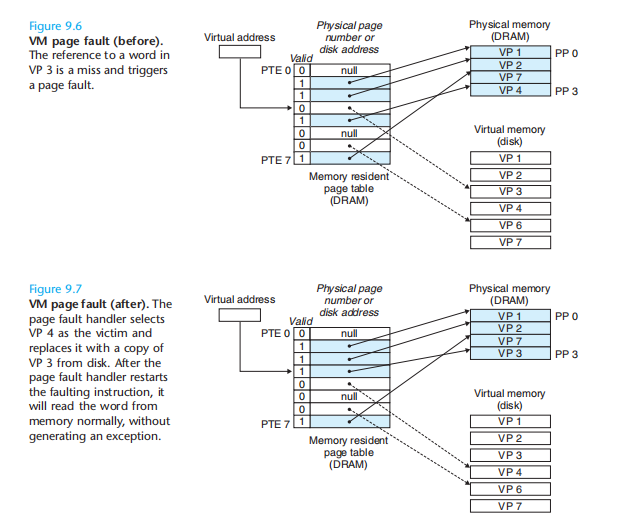 Figure 9.6
VM page fault (before).
The reference to a word in
VP 3 is a miss and triggers
a page fault.
Virtual address
Physical page
number or
disk address
Valid
PTE 0 0 null
1
1
0
1
0 null
0
PTE 7 1
Memory resident
page table
(DRAM)
Physical memory
(DRAM)
VP 1 PP 0
VP 2
VP 7
VP 4 PP 3
Virtual memory
(disk)
VP 1
VP 2
VP 3
VP 4
VP 6
VP 7
Figure 9.7
VM page fault (after). The
page fault handler selects
VP 4 as the victim and
replaces it with a copy of
VP 3 from disk. After the
page fault handler restarts
the faulting instruction, it
will read the word from
memory normally, without
generating an exception.
Virtual address
Physical page
number or
disk address
Valid
PTE 0 0 null
1
1
1
0
0 null
0
PTE 7 1
Memory resident
page table
(DRAM)
Physical memory
(DRAM)
VP 1 PP 0
VP 2
VP 7
VP 3 PP 3
Virtual memory
(disk)
VP 1
VP 2
VP 3
VP 4
VP 6
VP 7